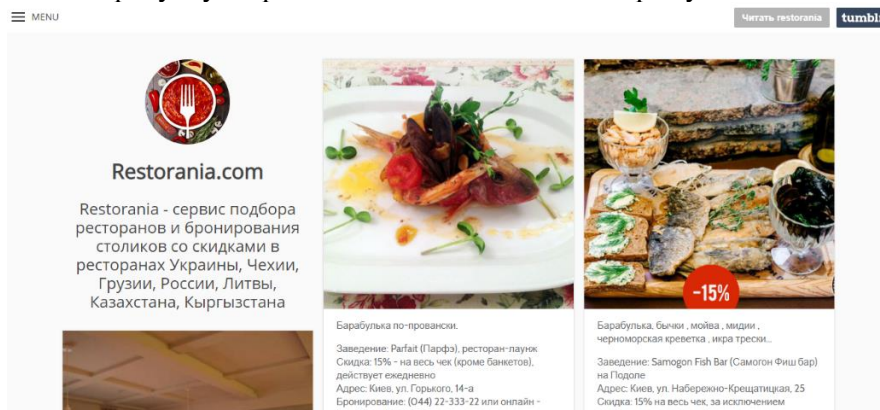 MENU
Читать restorania
tumbl
Restorania.com
Restorania - сервис подбора
ресторанов и бронирования
столиков со скидками в
ресторанах Украины, Чехии,
Грузии, России, Литвы,
Казахстана, Кыргызстана
Барабулька по-провански.
Заведение: Parfait (Парфэ), ресторан-лаунж
Скидка: 15% - на весь чек (кроме банкетов),
действует ежедневно
Адрес: Киев, ул. Горького, 14-а
Бронирование: (044) 22-333-22 или онлайн -
-15%
Барабулька, бычки , мойва , мидии ,
черноморская креветка , икра трески...
Заведение: Samogon Fish Bar (Самогон Фиш бар)
на Подоле
Адрес: Киев, ул. Набережно-Крещатицкая, 25
Скидка: 15% на весь чек, за исключением